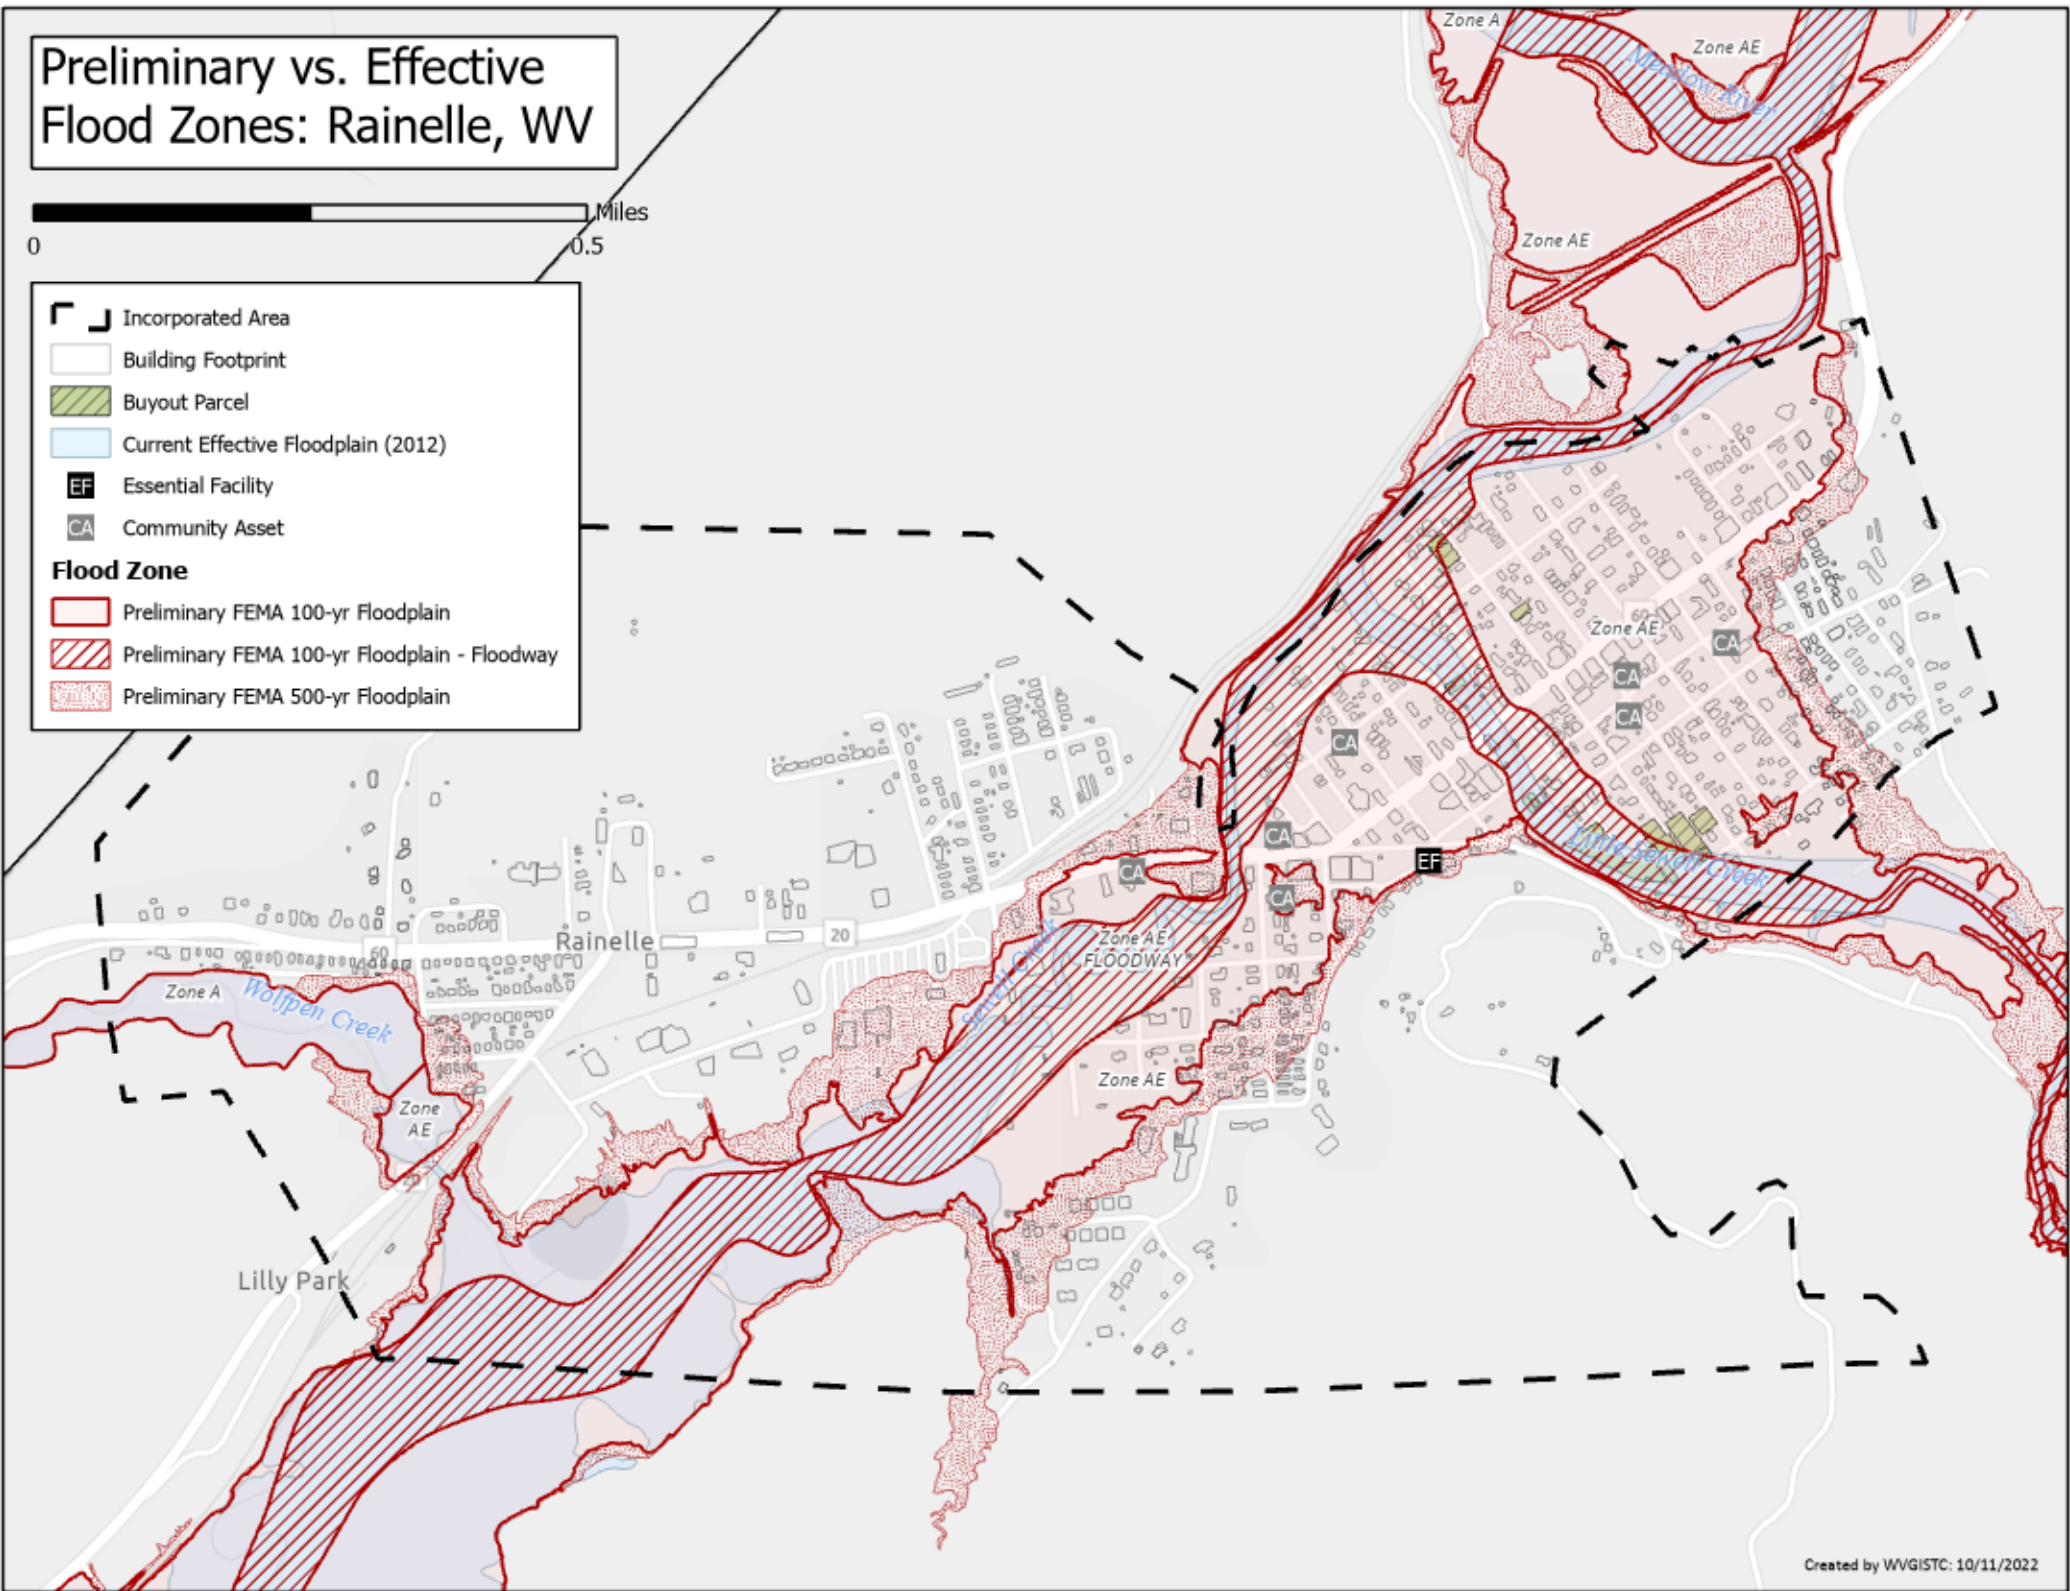 Preliminary vs. Effective
Flood Zones: Rainelle, WV
Miles
0
0.5
Incorporated Area
Building Footprint
Buyout Parcel
Current Effective Floodplain (2012)
EF Essential Facility
CA Community Asset
Flood Zone
Preliminary FEMA 100-yr Floodplain
Preliminary FEMA 100-yr Floodplain - Floodway
Preliminary FEMA 500-yr Floodplain
Zone A
Zone AE
Meadow River
Zone AE
60
Zone AE
CA
CA
CA
CA
CA
CA
EF
CA
Little Sewell Creek
Rainelle
20
60
Zone AE
FLOODWAY
Sewell Creek
Zone A
Wolfpen Creek
Zone AE
Zone
AE
20
Lilly Park
Created by WVGISTC: 10/11/2022